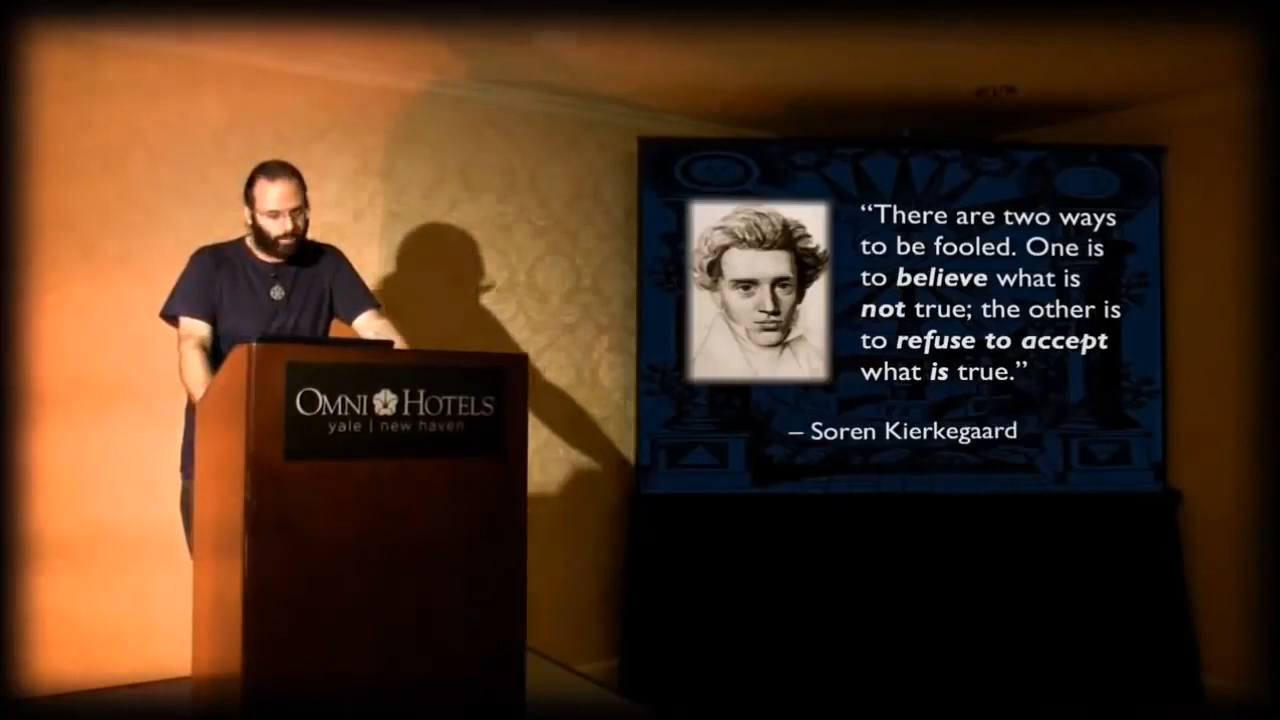 OMNI HOTELS
yale | new haven
“There are two ways
to be fooled. One is
to believe what is
not true; the other is
to refuse to accept
what is true.”
– Soren Kierkegaard